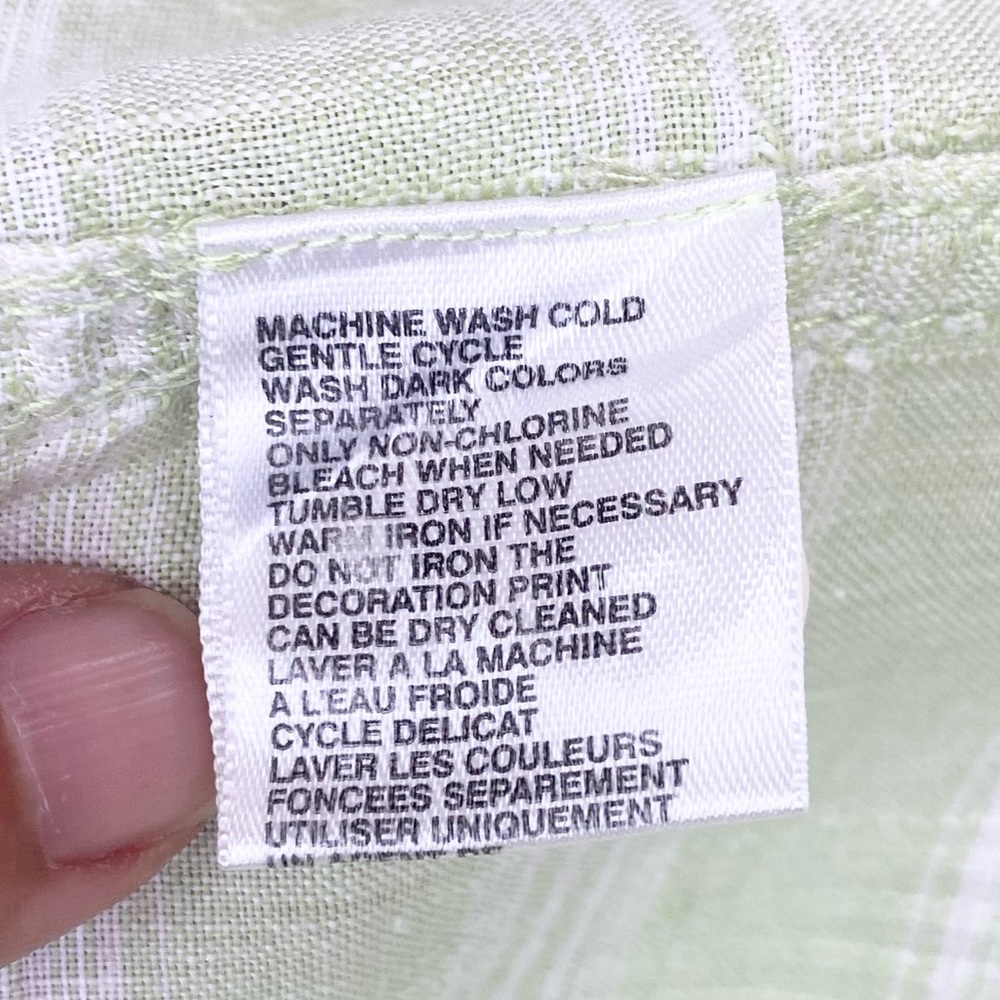 MACHINE WASH COLD
GENTLE CYCLE
WASH DARK COLORS
SEPARATELY
ONLY NON-CHLORINE
BLEACH WHEN NEEDED
TUMBLE DRY LOW
WARM IRON IF NECESSARY
DO NOT IRON THE
DECORATION PRINT
CAN BE DRY CLEANED
LAVER A LA MACHINE
A L'EAU FROIDE
CYCLE DELICAT
LAVER LES COULEURS
FONCEES SEPAREMENT
UTILISER UNIQUEMENT